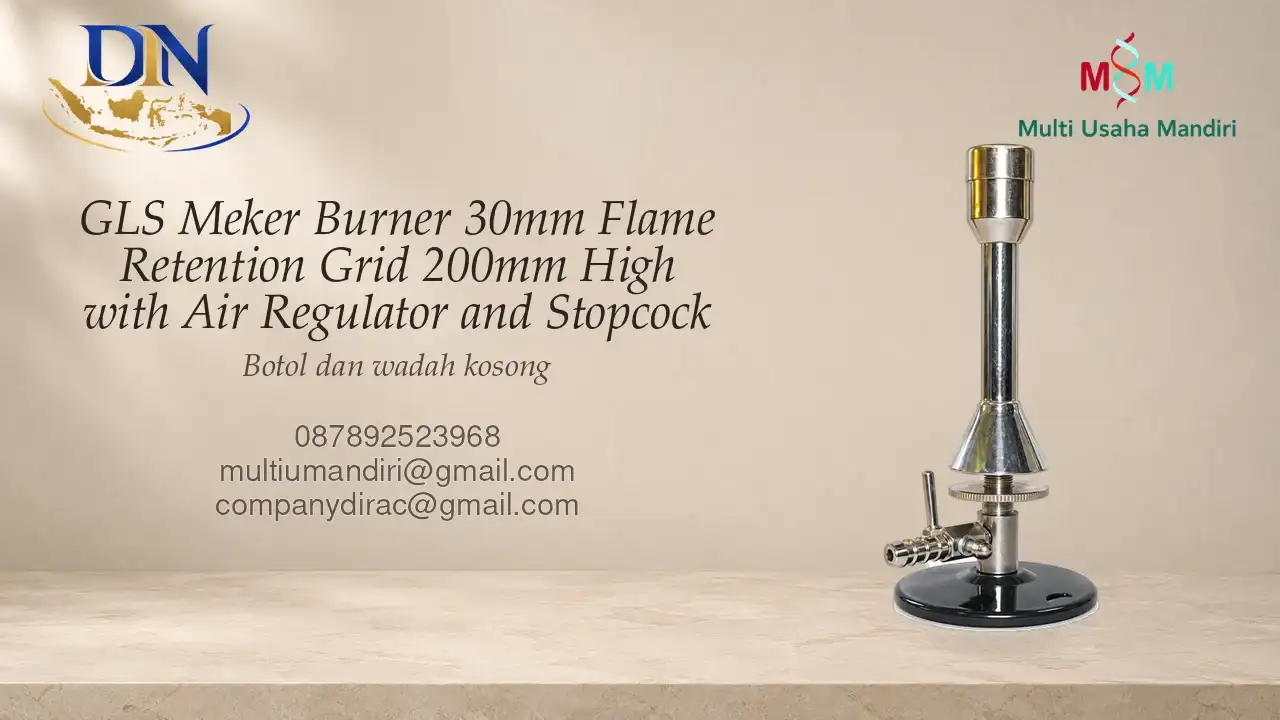 DN
M M
Multi Usaha Mandiri
GLS Meker Burner 30mm Flame
Retention Grid 200mm High
with Air Regulator and Stopcock
Botol dan wadah kosong
087892523968
multiumandiri@gmail.com
companydirac@gmail.com